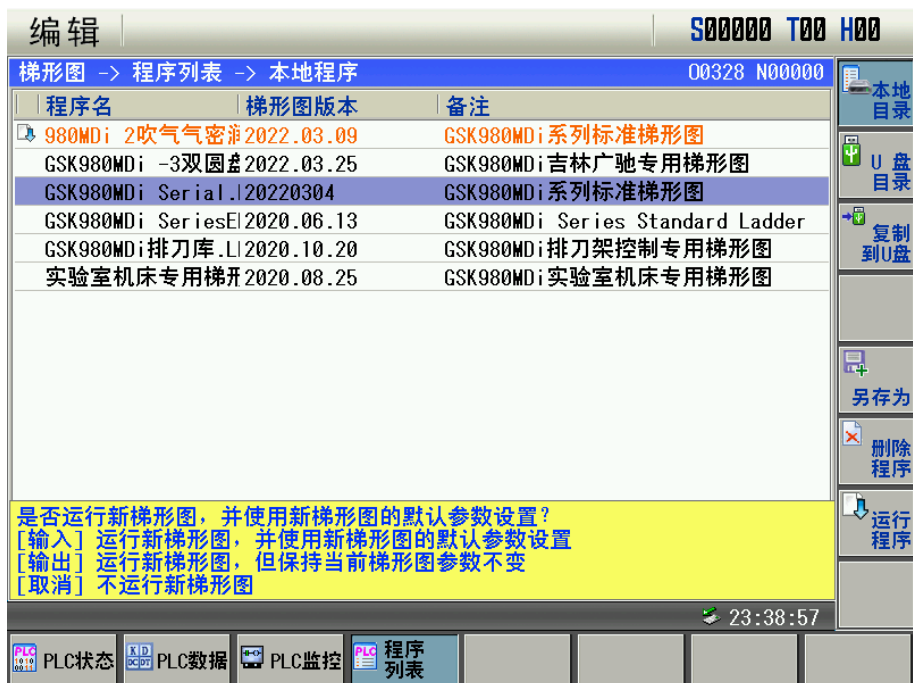 编辑
S00000 T00 H00
梯形图 -> 程序列表 -> 本地程序 O0328 N00000
程序名 梯形图版本 备注
980MDi 2吹气气密 2022.03.09 GSK980MDi系列标准梯形图
GSK980MDi -3双圆 2022.03.25 GSK980MDi吉林广驰专用梯形图
GSK980MDi Serial. 20220304 GSK980MDi系列标准梯形图
GSK980MDi SeriesE 2020.06.13 GSK980MDi Series Standard Ladder
GSK980MDi排刀库.L 2020.10.20 GSK980MDi排刀架控制专用梯形图
实验室机床专用梯 2020.08.25 GSK980MDi实验室机床专用梯形图
是否运行新梯形图，并使用新梯形图的默认参数设置？
[输入] 运行新梯形图，并使用新梯形图的默认参数设置
[输出] 运行新梯形图，但保持当前梯形图参数不变
[取消] 不运行新梯形图
23:38:57
本地
目录
U 盘
目录
复制
到U盘
另存为
删除
程序
运行
程序
PLC状态 PLC数据 PLC监控 程序
列表